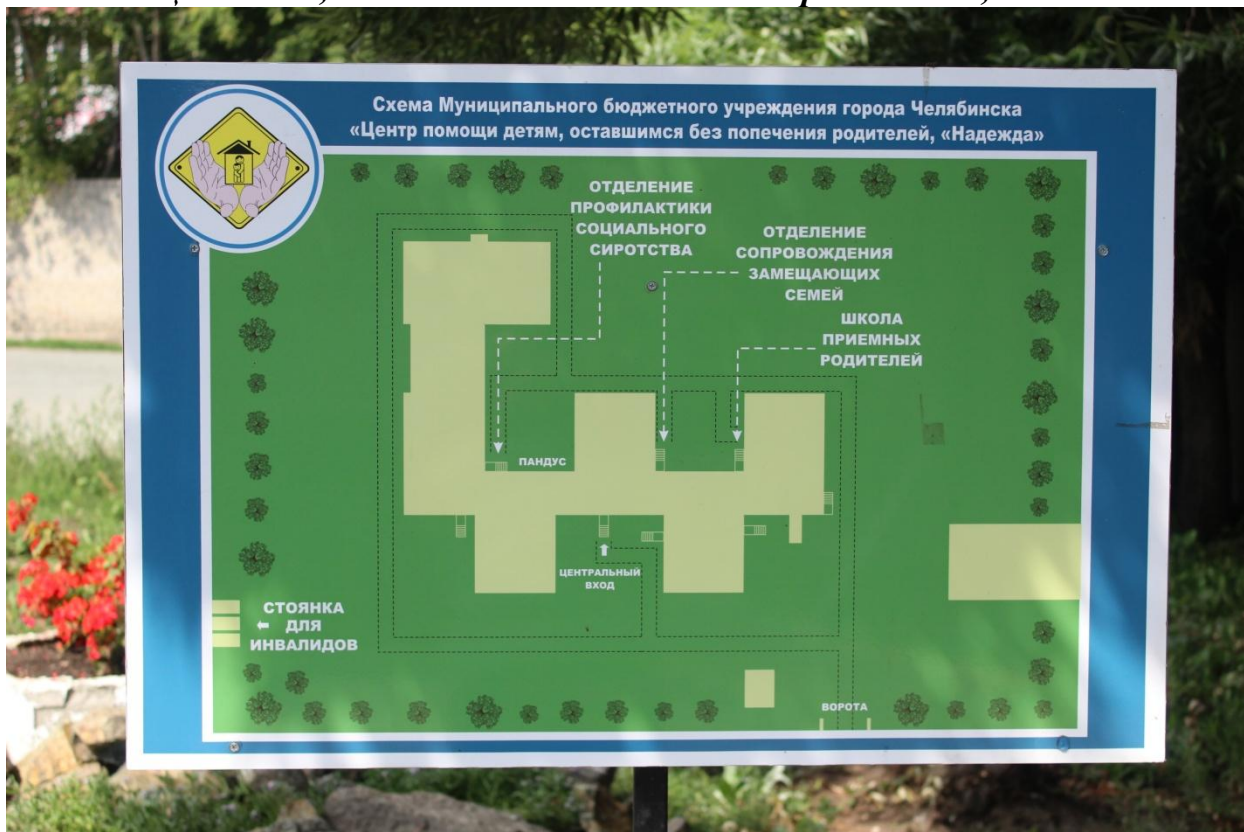 Схема Муниципального бюджетного учреждения города Челябинска
«Центр помощи детям, оставшимся без попечения родителей, «Надежда»
ОТДЕЛЕНИЕ
ПРОФИЛАКТИКИ
СОЦИАЛЬНОГО
СИРОТСТВА
ОТДЕЛЕНИЕ
СОПРОВОЖДЕНИЯ
ЗАМЕЩАЮЩИХ
СЕМЕЙ
ШКОЛА
ПРИЕМНЫХ
РОДИТЕЛЕЙ
ПАНДУС
ЦЕНТРАЛЬНЫЙ
ВХОД
СТОЯНКА
ДЛЯ
ИНВАЛИДОВ
ВОРОТА